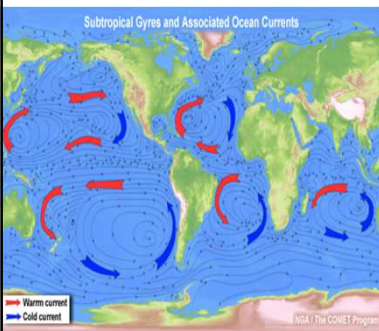 Subtropical Gyres and Associated Ocean Currents
Warm current
Cold current
NGA / The COMET Program